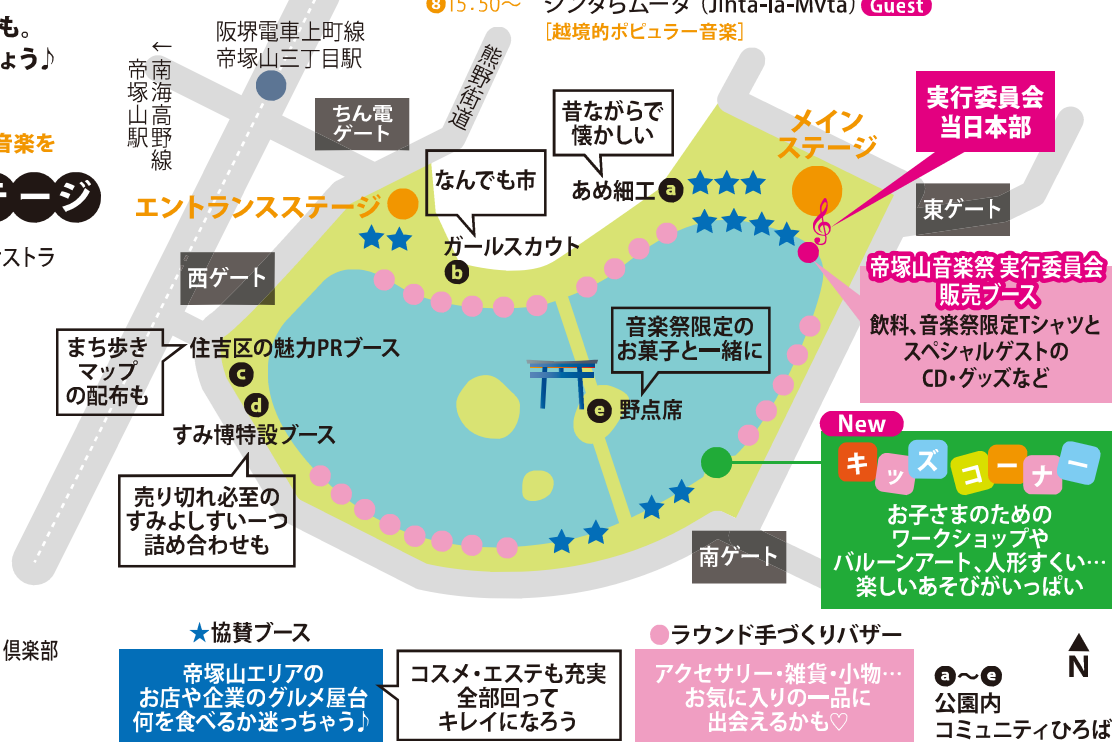 ❽15:50～ ジンタらムータ（Jinta-la-Mvta）Guest
［越境的ポピュラー音楽］
も。
ょう♪
音楽を
テージ
ストラ
倶楽部
阪堺電車上町線
帝塚山三丁目駅
←南海高野線
帝塚山駅
熊野街道
ちん電
ゲート
昔ながらで
懐かしい
あめ細工ⓐ
メイン
ステージ
実行委員会
当日本部
なんでも市
エントランスステージ
ガールスカウト
ⓑ
東ゲート
西ゲート
帝塚山音楽祭 実行委員会
販売ブース
飲料、音楽祭限定Tシャツと
スペシャルゲストの
CD・グッズなど
音楽祭限定の
お菓子と一緒に
まち歩き
マップ
の配布も
住吉区の魅力PRブース
ⓒ
ⓓ
すみ博特設ブース
ⓔ 野点席
売り切れ必至の
すみよしすい一つ
詰め合わせも
New
キッズコーナー
お子さまのための
ワークショップや
バルーンアート、人形すくい…
楽しいあそびがいっぱい
南ゲート
★協賛ブース
帝塚山エリアの
お店や企業のグルメ屋台
何を食べるか迷っちゃう♪
コスメ・エステも充実
全部回って
キレイになろう
●ラウンド手づくりバザー
アクセサリー・雑貨・小物…
お気に入りの一品に
出会えるかも♡
N
ⓐ～ⓔ
公園内
コミュニティひろば